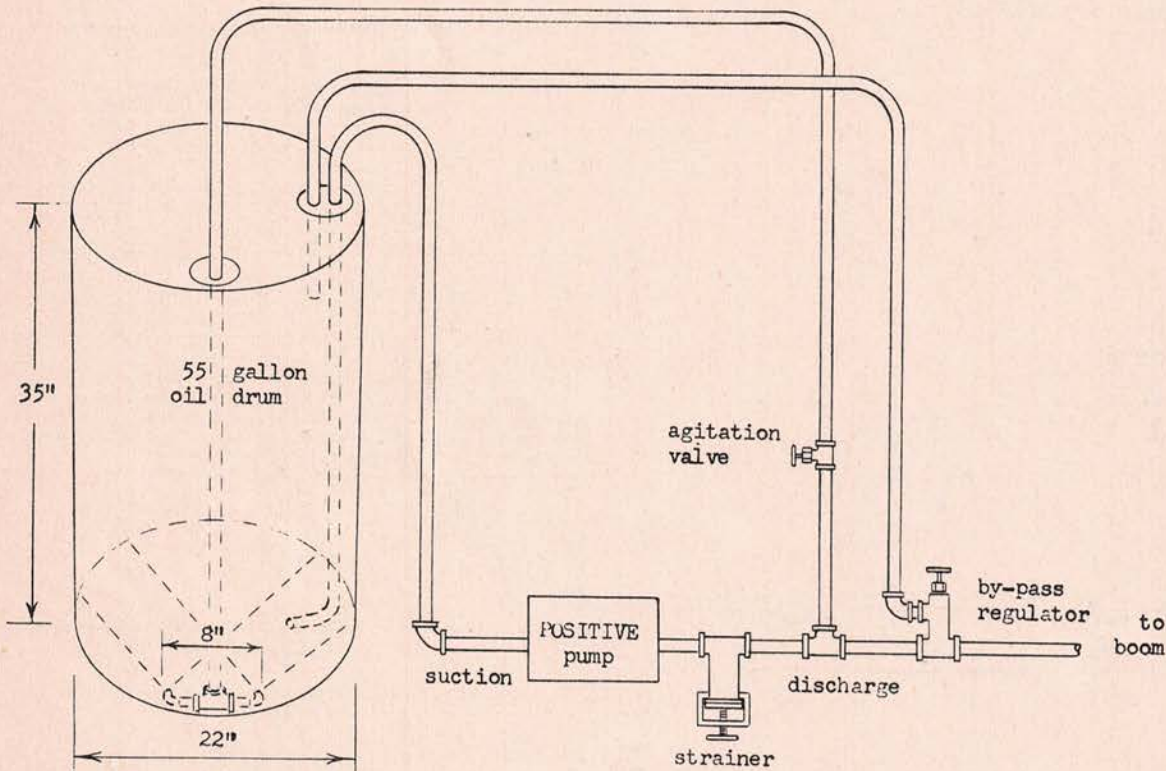 35"
55 gallon
oil drum
8"
22"
agitation
valve
suction
POSITIVE
pump
strainer
discharge
by-pass
regulator
to
boom